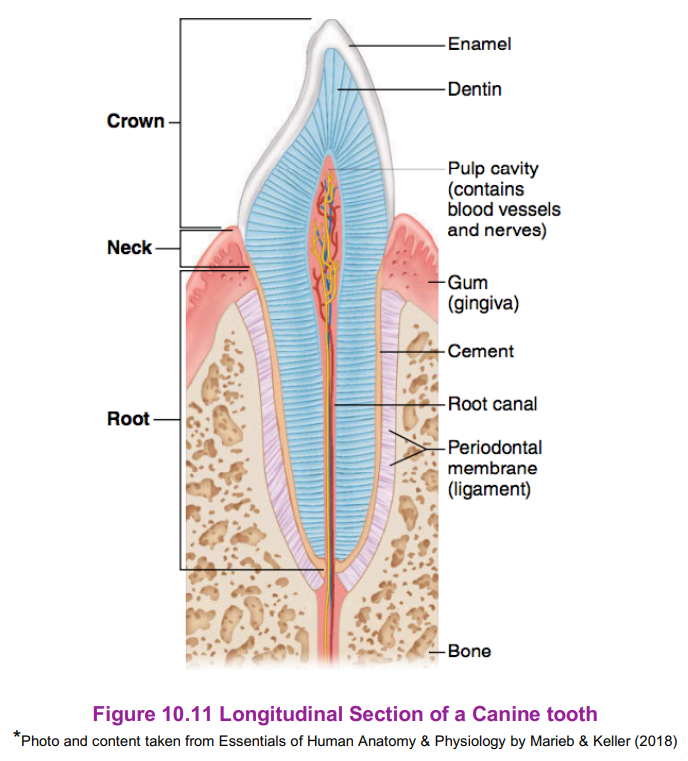 Enamel
Dentin
Crown
Pulp cavity
(contains
blood vessels
and nerves)
Neck
Gum
(gingiva)
Cement
Root canal
Root
Periodontal
membrane
(ligament)
Bone
Figure 10.11 Longitudinal Section of a Canine tooth
*Photo and content taken from Essentials of Human Anatomy & Physiology by Marieb & Keller (2018)